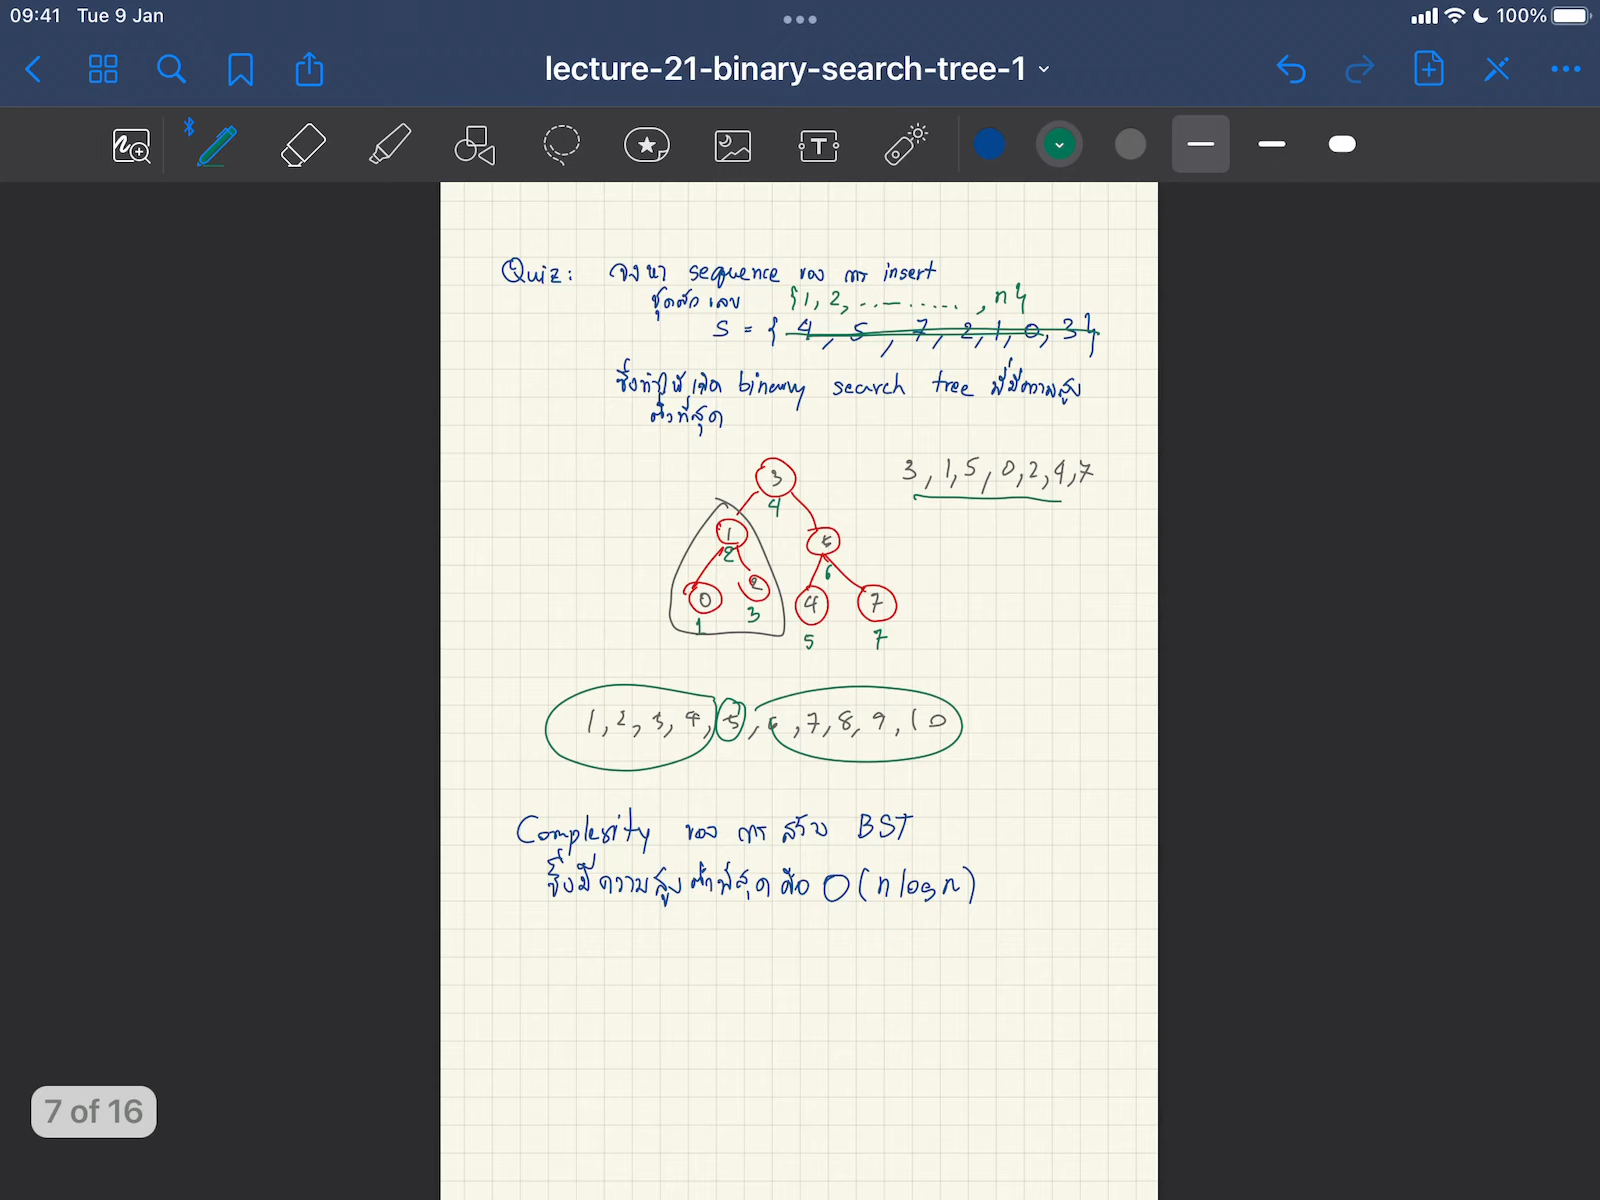 09:41 Tue 9 Jan
100%
lecture-21-binary-search-tree-1
Quiz: จงหา sequence ของ การ insert
ชุดตัวเลข {1, 2, ........., n}
S = { 4, 5, 7, 2, 1, 0, 3 }
ซึ่งทำให้เกิด binary search tree ที่มีความสูง
ต่ำที่สุด
3, 1, 5, 0, 2, 4, 7
3
4
1
2
5
6
0
1
2
3
4
5
7
7
1, 2, 3, 4, 5, 6, 7, 8, 9, 10
Complexity ของ การ สร้าง BST
ซึ่งมีความสูงต่ำที่สุด คือ O(n log n)
7 of 16